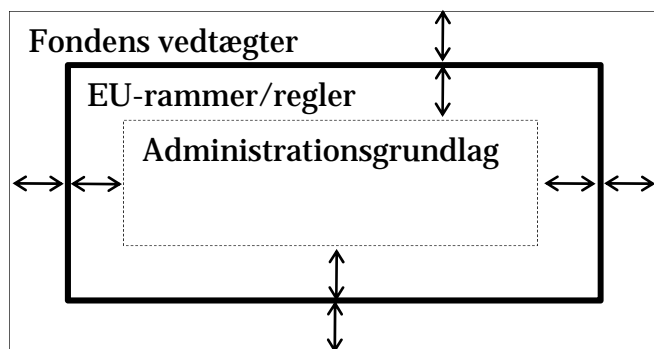 Fondens vedtægter
EU-rammer/regler
Administrationsgrundlag